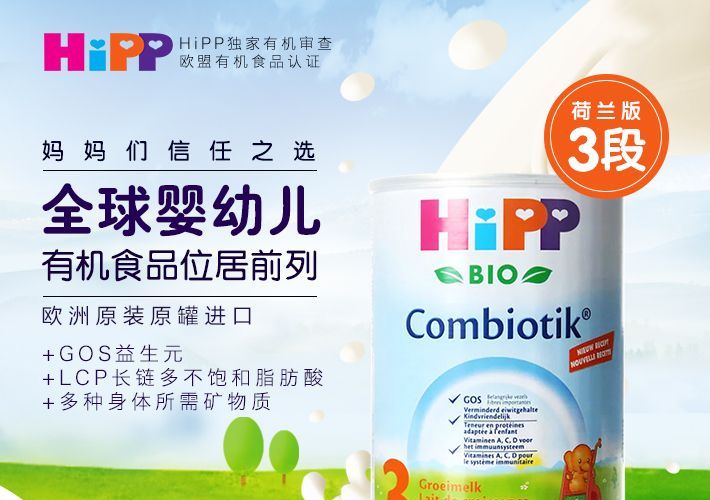 HiPP
HiPP独家有机审查
欧盟有机食品认证
荷兰版
3段
妈妈们信任之选
全球婴幼儿
有机食品位居前列
欧洲原装原罐进口
+GOS益生元
+LCP长链多不饱和脂肪酸
+多种身体所需矿物质
HiPP
BIO
Combiotik®
NIEUW RECEPT
NOUVELLE RECETTE
GOS Belangrijke vezels
Fibres importantes
Verminderd eiwitgehalte
Kindvriendelijk
Teneur en protéines
adaptée à l'enfant
Vitaminen A, C, D voor
het immuunsysteem
Vitamines A, C, D pour
le système immunitaire
3
Groeimelk